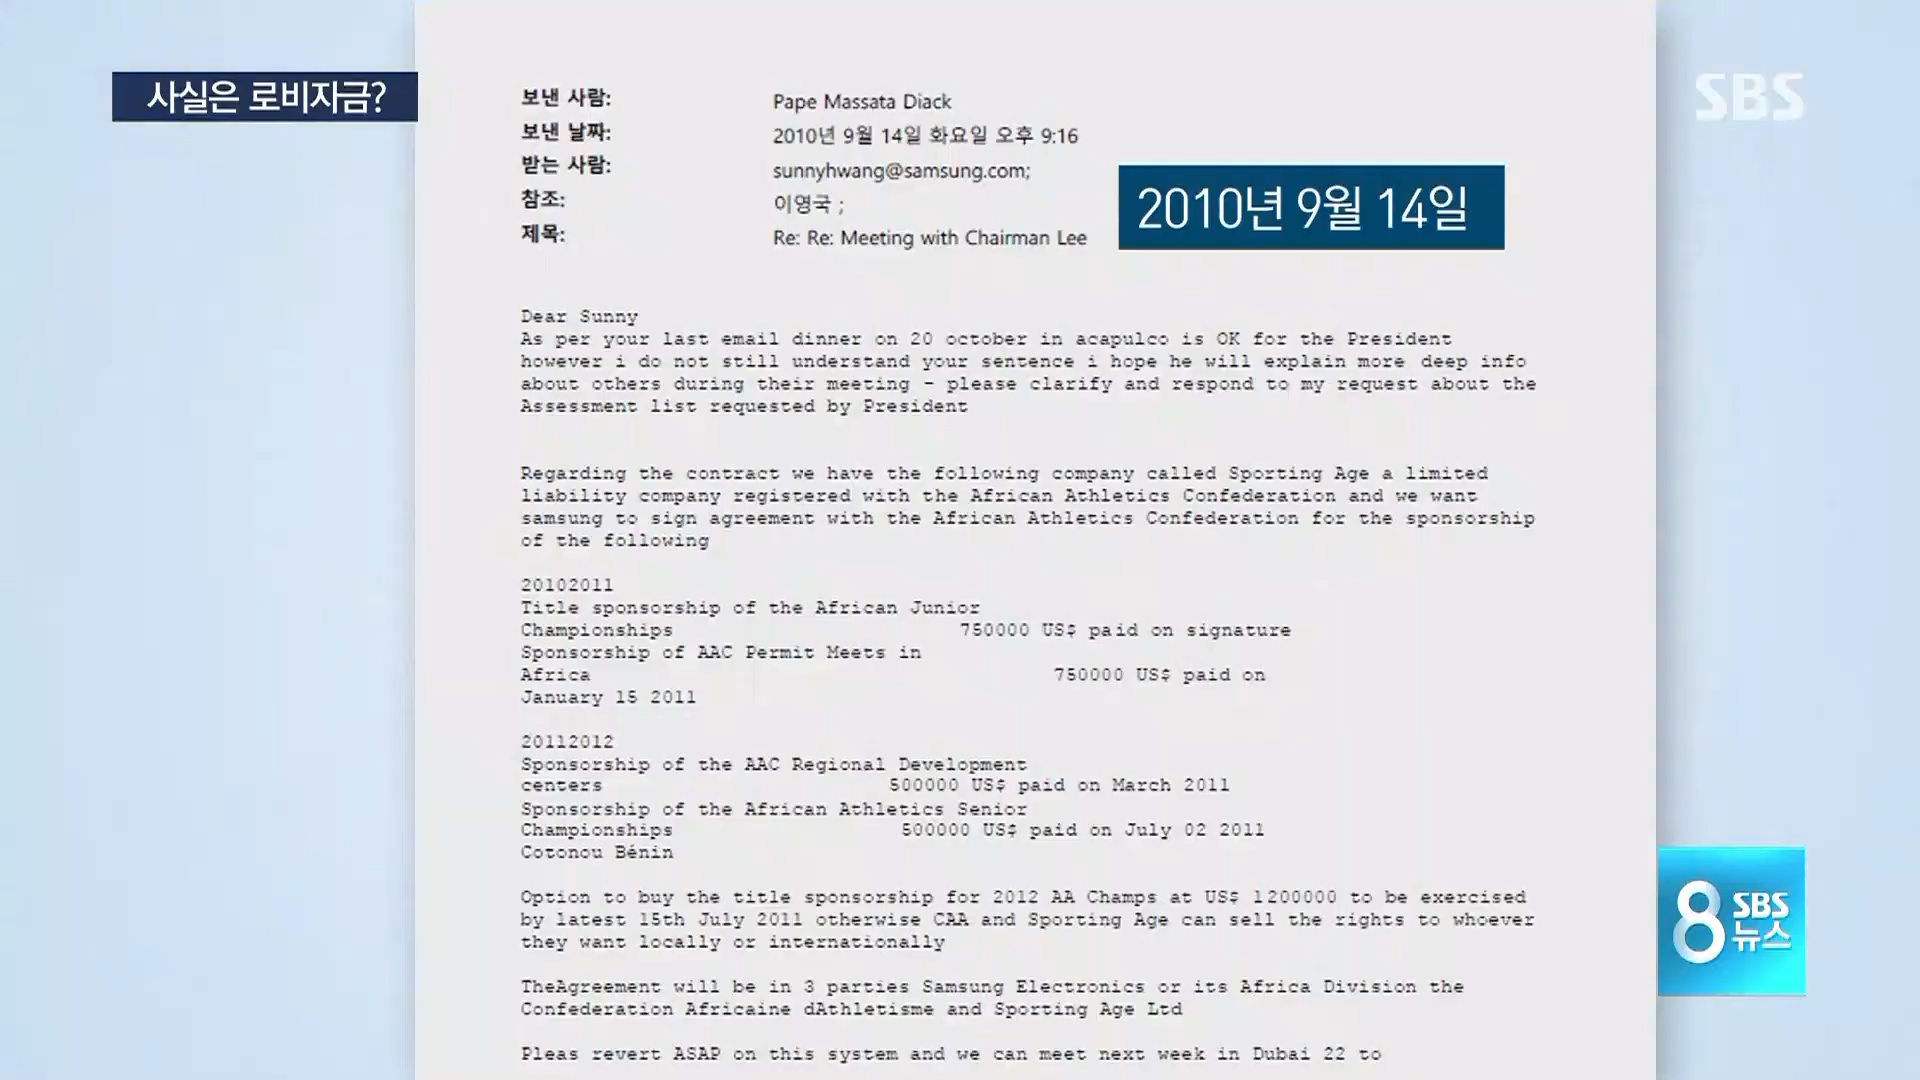 사실은 로비자금?
SBS
보낸 사람: Pape Massata Diack
보낸 날짜: 2010년 9월 14일 화요일 오후 9:16
받는 사람: sunnyhwang@samsung.com;
참조: 이영국 ;
제목: Re: Re: Meeting with Chairman Lee
2010년 9월 14일
Dear Sunny
As per your last email dinner on 20 october in acapulco is OK for the President
however i do not still understand your sentence i hope he will explain more deep info
about others during their meeting - please clarify and respond to my request about the
Assessment list requested by President
Regarding the contract we have the following company called Sporting Age a limited
liability company registered with the African Athletics Confederation and we want
samsung to sign agreement with the African Athletics Confederation for the sponsorship
of the following
20102011
Title sponsorship of the African Junior
Championships 750000 US$ paid on signature
Sponsorship of AAC Permit Meets in
Africa 750000 US$ paid on
January 15 2011
20112012
Sponsorship of the AAC Regional Development
centers 500000 US$ paid on March 2011
Sponsorship of the African Athletics Senior
Championships 500000 US$ paid on July 02 2011
Cotonou Bénin
Option to buy the title sponsorship for 2012 AA Champs at US$ 1200000 to be exercised
by latest 15th July 2011 otherwise CAA and Sporting Age can sell the rights to whoever
they want locally or internationally
TheAgreement will be in 3 parties Samsung Electronics or its Africa Division the
Confederation Africaine dAthletisme and Sporting Age Ltd
Pleas revert ASAP on this system and we can meet next week in Dubai 22 to
8 SBS
뉴스